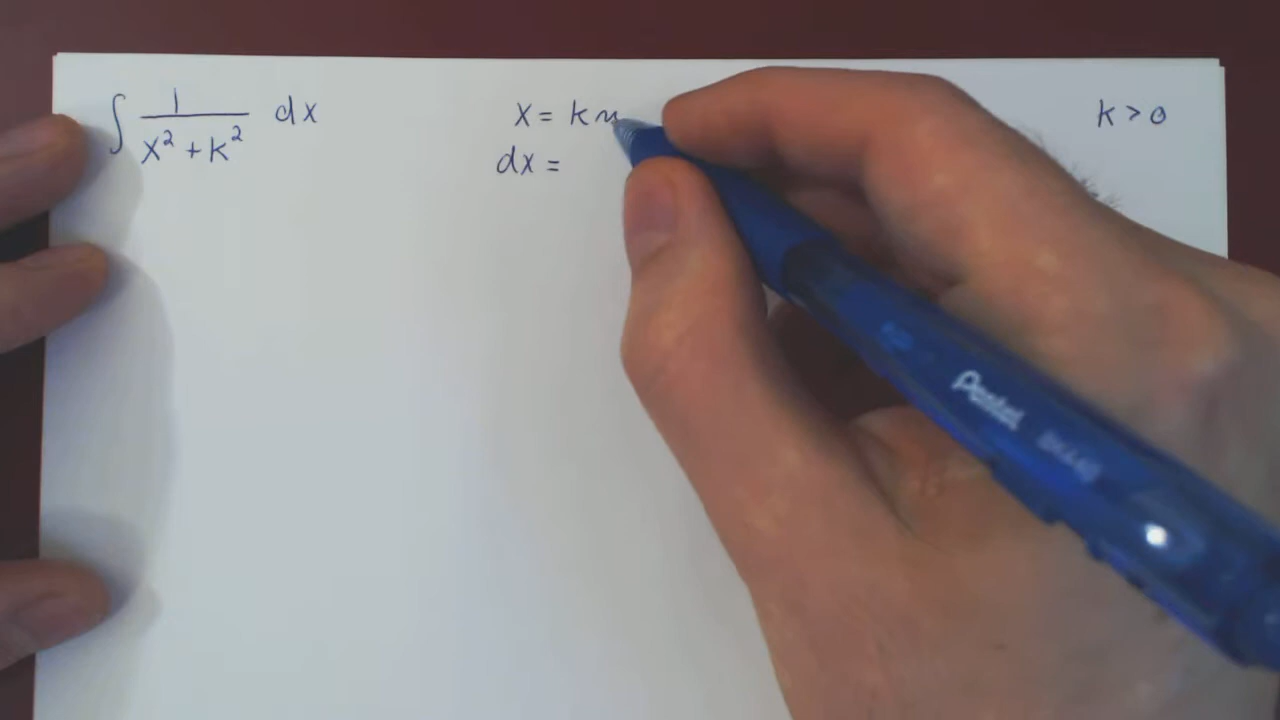 ∫ 1/(x² + k²) dx
x = ku
dx =
k > 0
Pentel